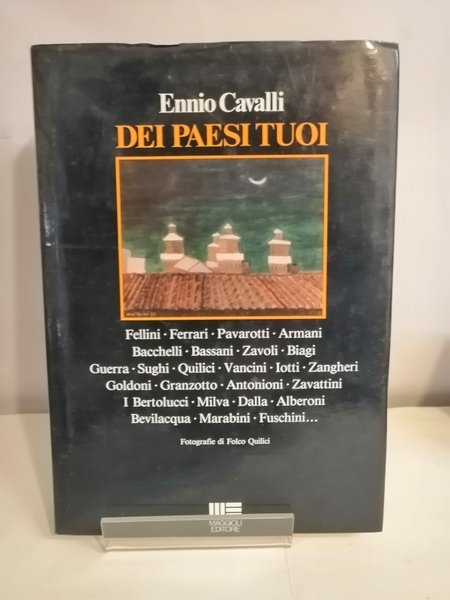 Ennio Cavalli
DEI PAESI TUOI
Fellini · Ferrari · Pavarotti · Armani
Bacchelli · Bassani · Zavoli · Biagi
Guerra · Sughi · Quilici · Vancini · Iotti · Zangheri
Goldoni · Granzotto · Antonioni · Zavattini
I Bertolucci · Milva · Dalla · Alberoni
Bevilacqua · Marabini · Fuschini...
Fotografie di Folco Quilici
MAGGIOLI
EDITORE